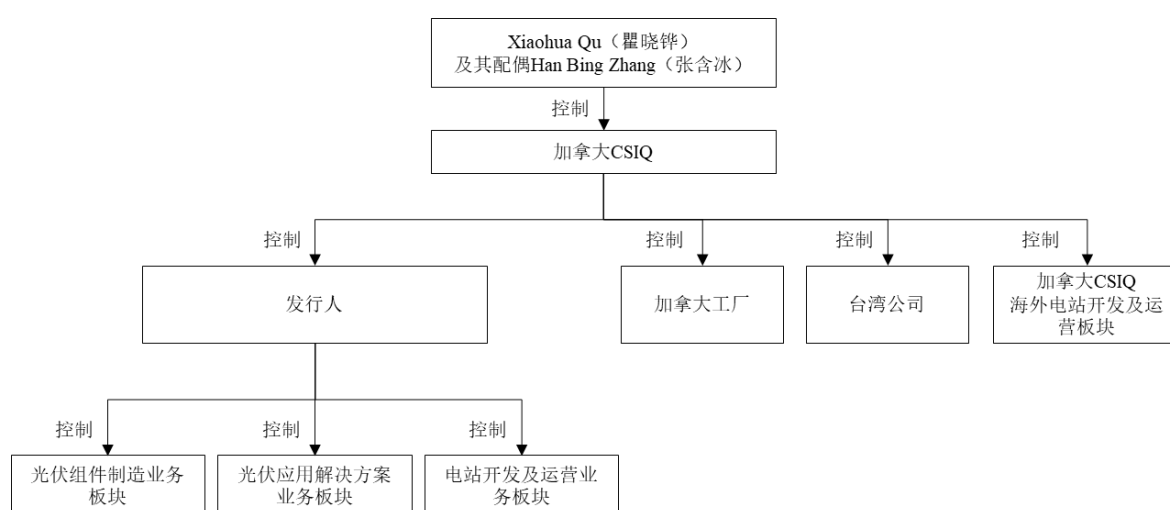 Xiaohua Qu（瞿晓铧）
及其配偶Han Bing Zhang（张含冰）
控制
加拿大CSIQ
控制
控制
控制
控制
发行人
加拿大工厂
台湾公司
加拿大CSIQ
海外电站开发及运
营板块
控制
控制
控制
光伏组件制造业务
板块
光伏应用解决方案
业务板块
电站开发及运营业
务板块